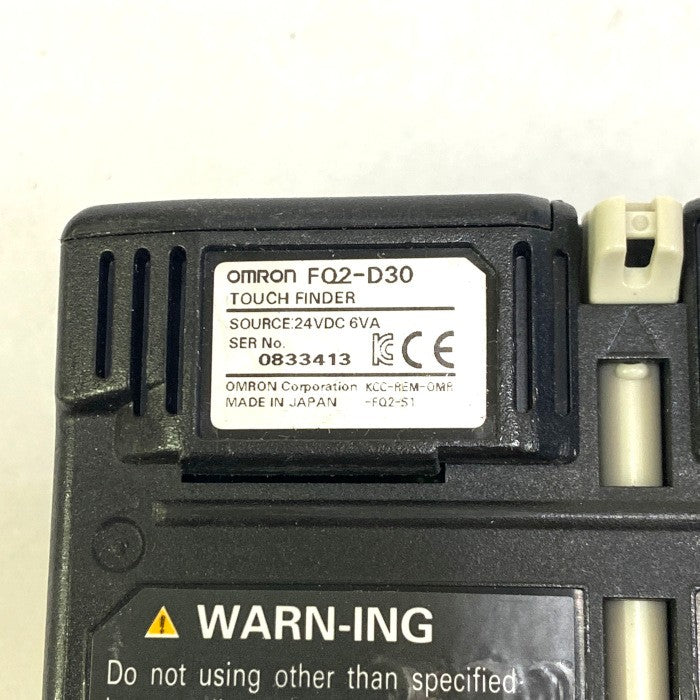 OMRON FQ2-D30
TOUCH FINDER
SOURCE:24VDC 6VA
SER No. 0833413
OMRON Corporation KCC-REM-OMR
MADE IN JAPAN -FQ2-S1
WARN-ING
Do not using other than specified